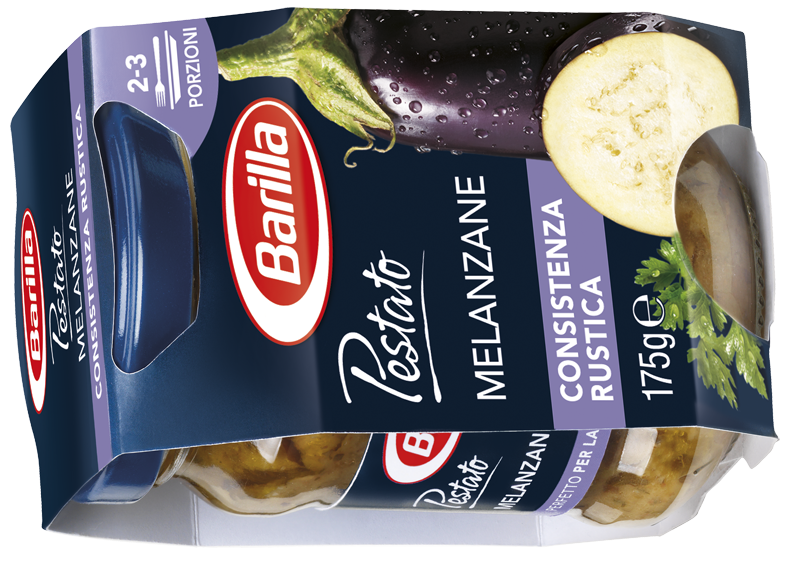 2-3
PORZIONI
Barilla
Pestato
MELANZANE
CONSISTENZA
RUSTICA
175g e
Barilla
Pestato
MELANZANE
CONSISTENZA RUSTICA
Barilla
Pestato
MELANZAN
PERFETTO PER LA